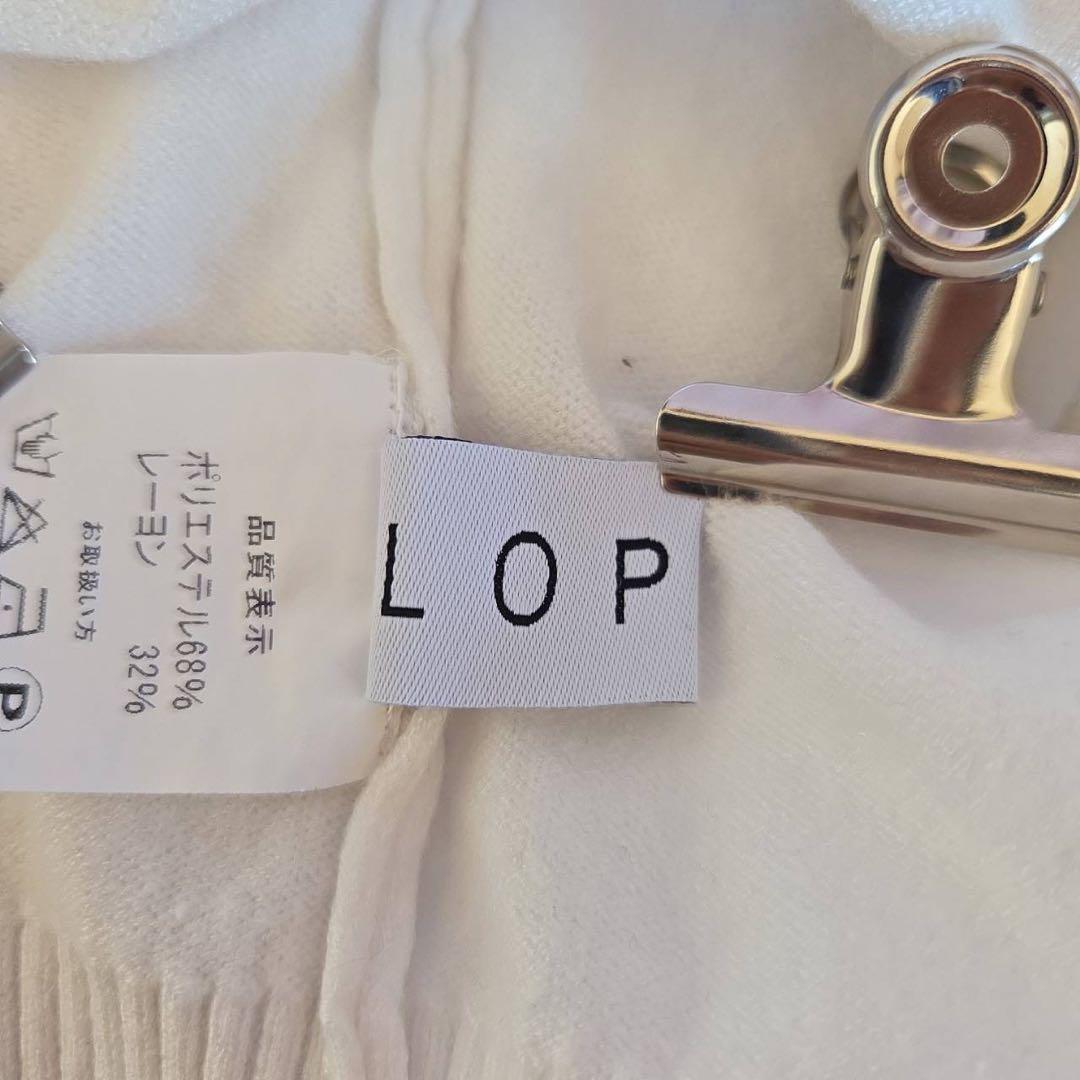 品質表示
ポリエステル68%
レーヨン 32%
お取扱い方
P
LOP